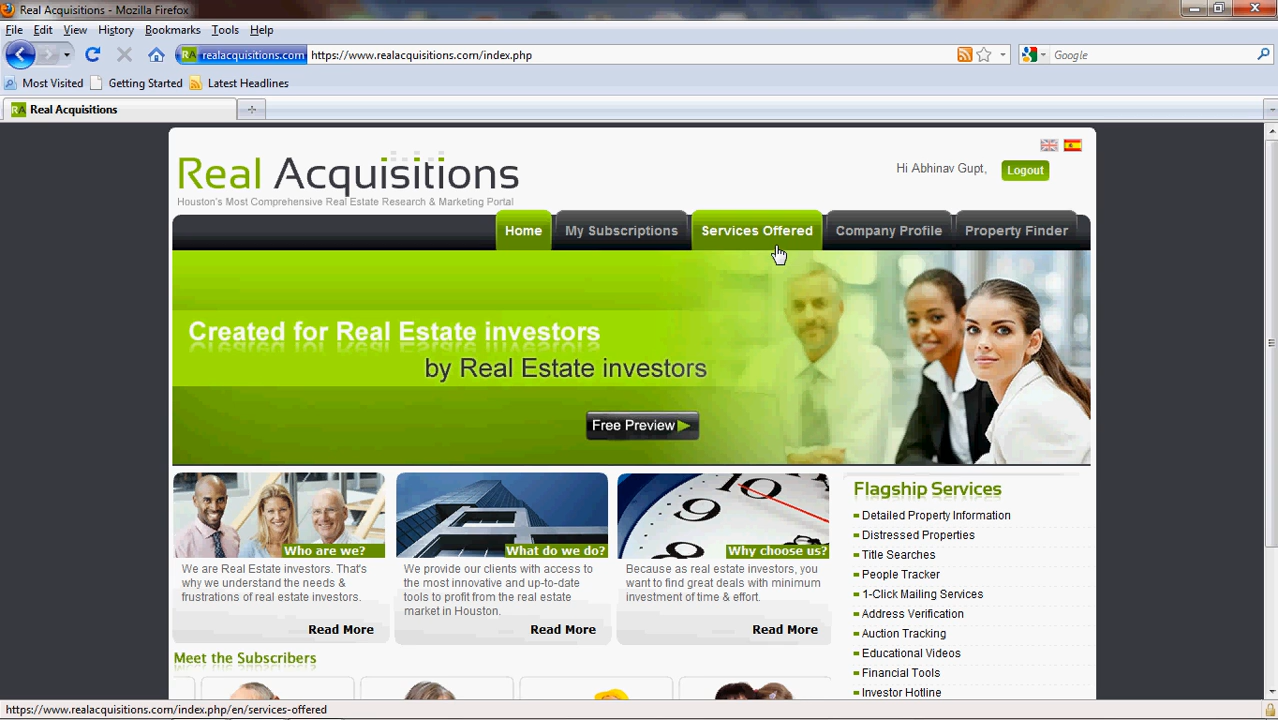 Real Acquisitions - Mozilla Firefox
File Edit View History Bookmarks Tools Help
RA realacquisitions.com https://www.realacquisitions.com/index.php
Google
Most Visited Getting Started Latest Headlines
RA Real Acquisitions
Real Acquisitions
Houston's Most Comprehensive Real Estate Research & Marketing Portal
Hi Abhinav Gupt, Logout
Home My Subscriptions Services Offered Company Profile Property Finder
Created for Real Estate investors
by Real Estate investors
Free Preview
Who are we?
We are Real Estate investors. That's
why we understand the needs &
frustrations of real estate investors.
Read More
What do we do?
We provide our clients with access to
the most innovative and up-to-date
tools to profit from the real estate
market in Houston.
Read More
9 10
8
Why choose us?
Because as real estate investors, you
want to find great deals with minimum
investment of time & effort.
Read More
Flagship Services
Detailed Property Information
Distressed Properties
Title Searches
People Tracker
1-Click Mailing Services
Address Verification
Auction Tracking
Educational Videos
Financial Tools
Investor Hotline
Meet the Subscribers
https://www.realacquisitions.com/index.php/en/services-offered